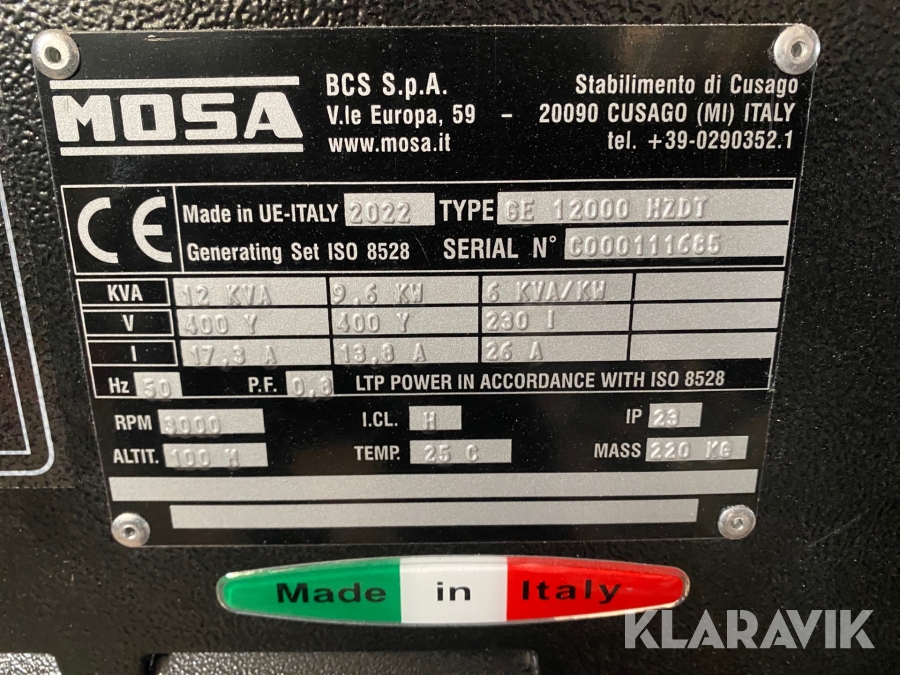 MOSA
BCS S.p.A.
V.le Europa, 59 - 
www.mosa.it
Stabilimento di Cusago
20090 CUSAGO (MI) ITALY
tel. +39-0290352.1
CE
Made in UE-ITALY 2022 TYPE GE 12000 HZDT
Generating Set ISO 8528 SERIAL N° C000111685
KVA 12 KVA 9,6 KW 6 KVA/KW
V 400 Y 400 Y 230 I
I 17,3 A 13,8 A 26 A
Hz 50 P.F. 0,8 LTP POWER IN ACCORDANCE WITH ISO 8528
RPM 3000 I.CL. H IP 23
ALTIT. 100 M TEMP. 25 C MASS 220 KG
Made in Italy
KLARAVIK